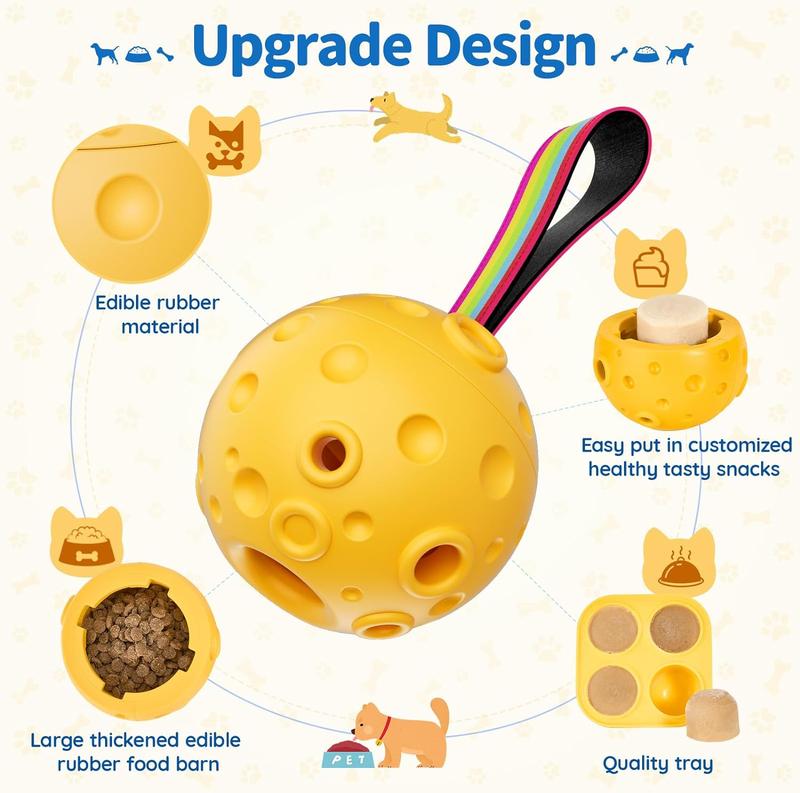 Upgrade Design
Edible rubber
material
Easy put in customized
healthy tasty snacks
Large thickened edible
rubber food barn
PET
Quality tray